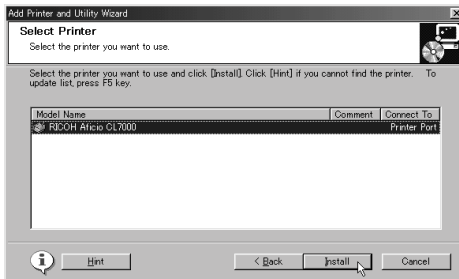 Add Printer and Utility Wizard
Select Printer
Select the printer you want to use.
Select the printer you want to use and click [Install]. Click [Hint] if you cannot find the printer. To
update list, press F5 key.
Model Name Comment Connect To
RICOH Aficio CL7000 Printer Port
Hint < Back Install Cancel